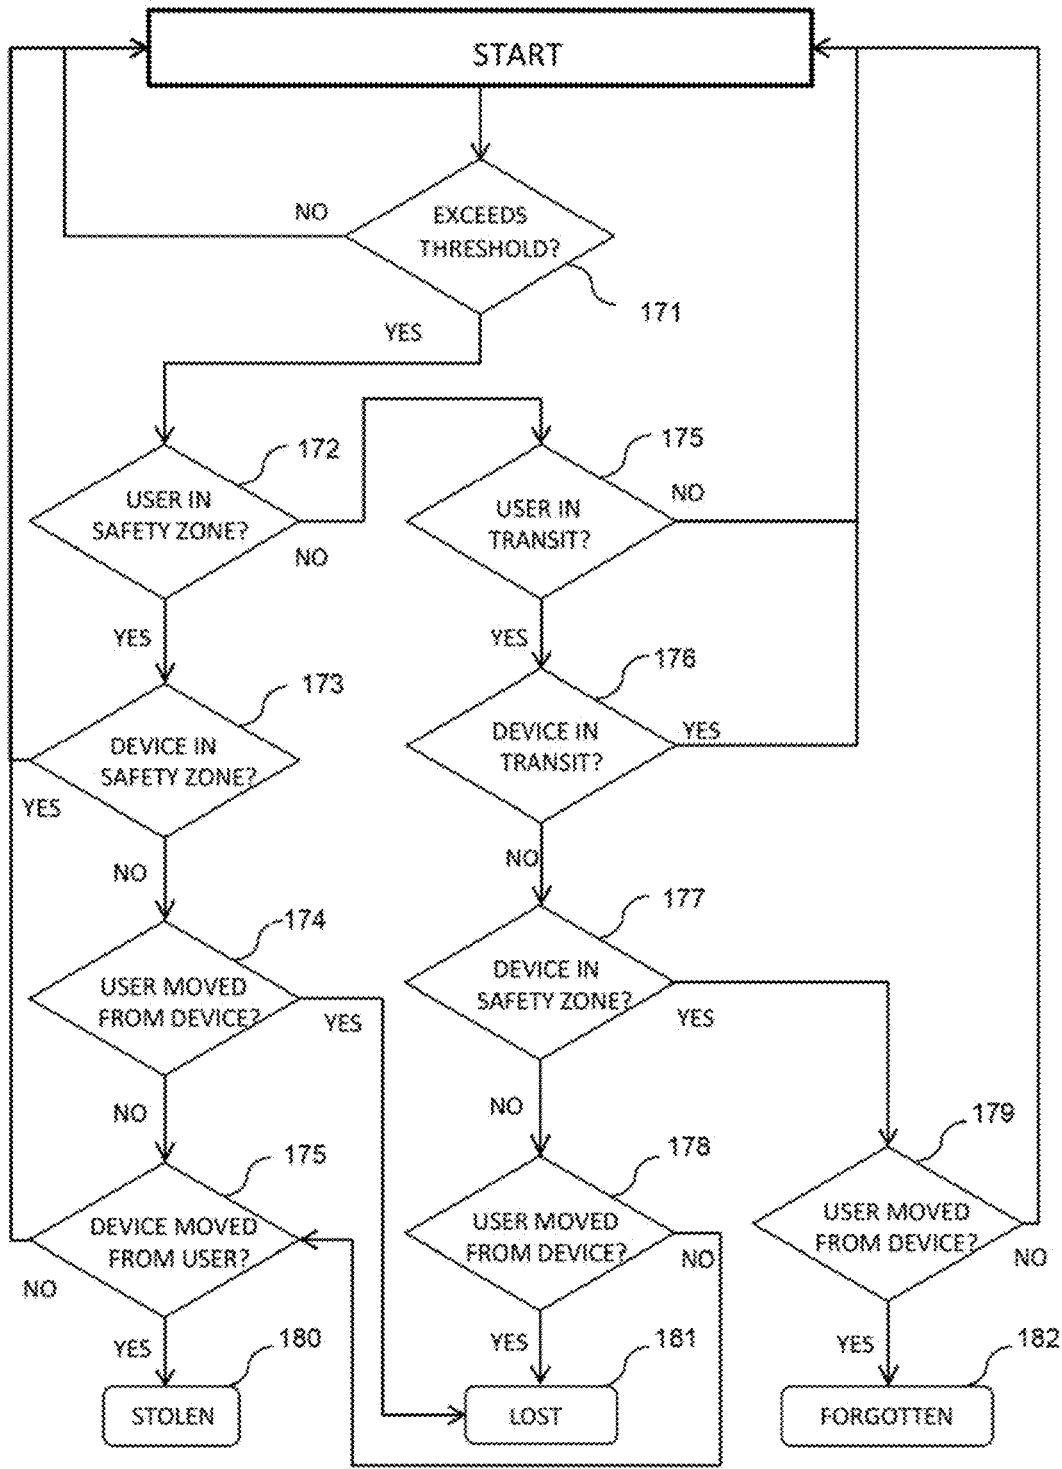 START
NO
EXCEEDS
THRESHOLD?
171
YES
172
USER IN
SAFETY ZONE?
NO
175
USER IN
TRANSIT?
NO
YES
YES
173
DEVICE IN
SAFETY ZONE?
YES
176
DEVICE IN
TRANSIT?
YES
NO
NO
174
USER MOVED
FROM DEVICE?
YES
177
DEVICE IN
SAFETY ZONE?
YES
NO
NO
175
DEVICE MOVED
FROM USER?
NO
178
USER MOVED
FROM DEVICE?
NO
179
USER MOVED
FROM DEVICE?
NO
YES
180
STOLEN
YES
181
LOST
YES
182
FORGOTTEN